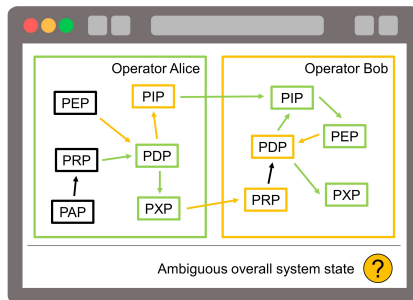 Operator Alice
Operator Bob
PEP
PIP
PIP
PEP
PRP
PDP
PDP
PAP
PXP
PRP
PXP
Ambiguous overall system state
?